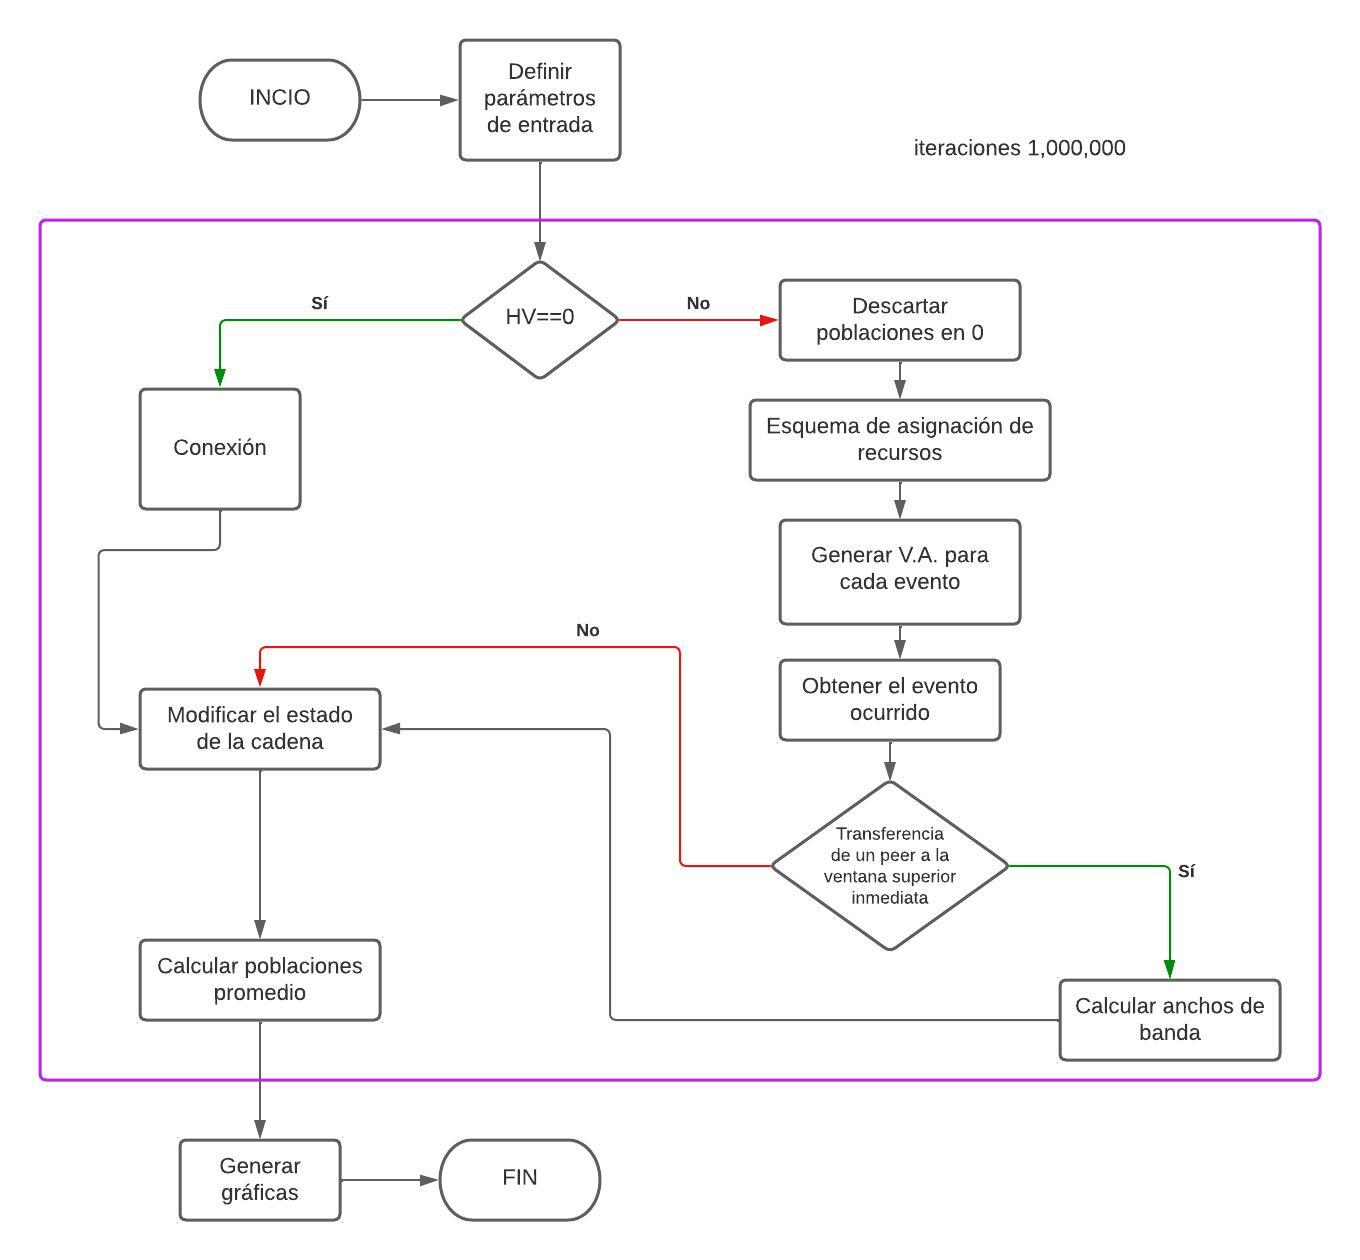 INCIO
Definir
parámetros
de entrada
iteraciones 1,000,000
HV==0
Sí
No
Descartar
poblaciones en 0
Conexión
Esquema de asignación de
recursos
Generar V.A. para
cada evento
No
Obtener el evento
ocurrido
Modificar el estado
de la cadena
Transferencia
de un peer a la
ventana superior
inmediata
Sí
Calcular poblaciones
promedio
Calcular anchos de
banda
Generar
gráficas
FIN